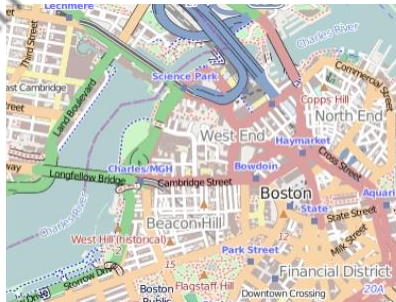 Lechmere
Third Street
Charles River
Science Park
Commercial Street
East Cambridge
Land Boulevard
Copps Hill
North End
West End
Haymarket
Cross Street
Charles/MGH
Bowdoin
Longfellow Bridge
Cambridge Street
Boston
Charles River
State
Beacon Hill
State Street
West Hill (historical)
Park Street
12
Milk Street
15
Financial District
Storrow Drive
Boston
Flagstaff Hill
Downtown Crossing
20A